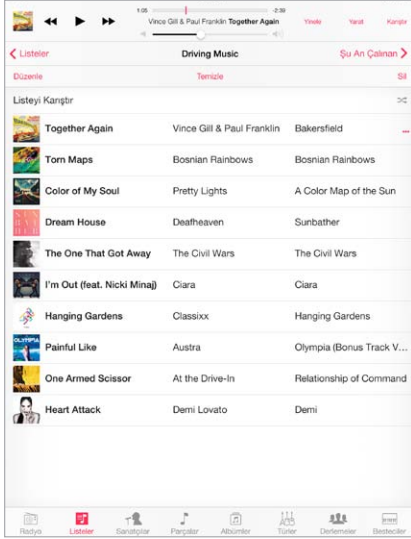 1:05 -2:39
Vince Gill & Paul Franklin Together Again Yinele Yarat Karıştır
Listeler Driving Music Şu An Çalınan
Düzenle Temizle Sil
Listeyi Karıştır
Together Again Vince Gill & Paul Franklin Bakersfield ...
Torn Maps Bosnian Rainbows Bosnian Rainbows
Color of My Soul Pretty Lights A Color Map of the Sun
Dream House Deafheaven Sunbather
The One That Got Away The Civil Wars The Civil Wars
I'm Out (feat. Nicki Minaj) Ciara Ciara
Hanging Gardens Classixx Hanging Gardens
Painful Like Austra Olympia (Bonus Track V...
One Armed Scissor At the Drive-In Relationship of Command
Heart Attack Demi Lovato Demi
Radyo Listeler Sanatçılar Parçalar Albümler Türler Derlemeler Besteciler